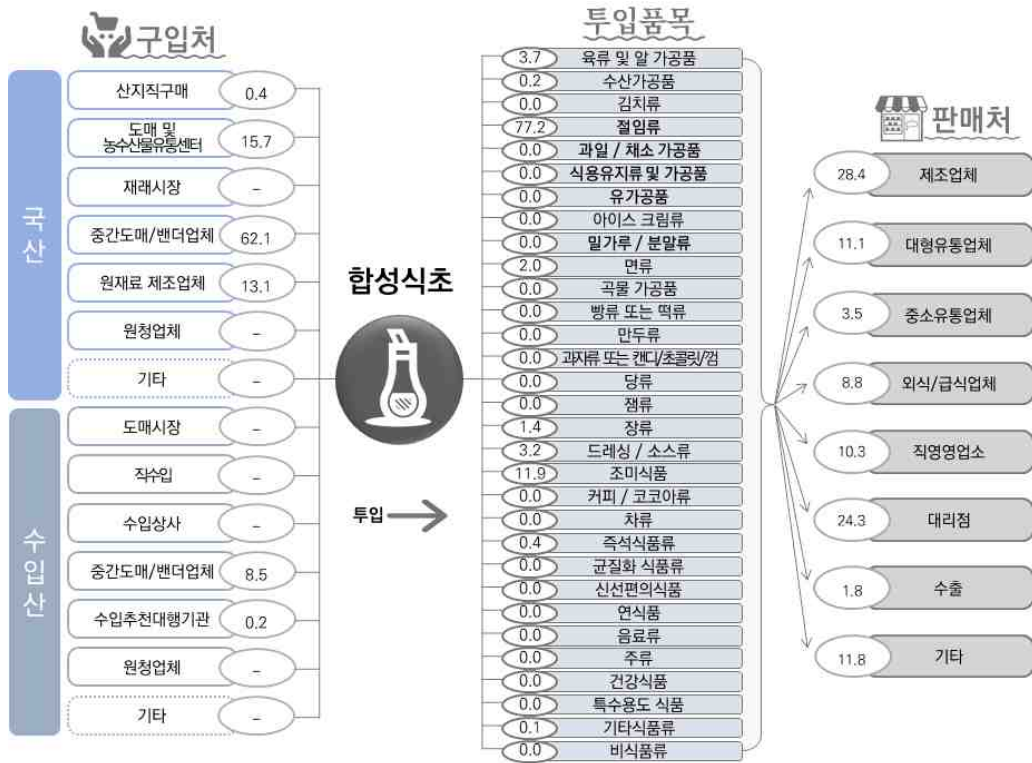 구입처
국산
산지직구매 0.4
도매 및
농수산물유통센터 15.7
재래시장 –
중간도매/밴더업체 62.1
원재료 제조업체 13.1
원청업체 –
기타 –
수입산
도매시장 –
직수입 –
수입상사 –
중간도매/밴더업체 8.5
수입추천대행기관 0.2
원청업체 –
기타 –
합성식초
투입
투입품목
3.7 육류 및 알 가공품
0.2 수산가공품
0.0 김치류
77.2 절임류
0.0 과일 / 채소 가공품
0.0 식용유지류 및 가공품
0.0 유가공품
0.0 아이스 크림류
0.0 밀가루 / 분말류
2.0 면류
0.0 곡물 가공품
0.0 빵류 또는 떡류
0.0 만두류
0.0 과자류 또는 캔디/초콜릿/껌
0.0 당류
0.0 잼류
1.4 장류
3.2 드레싱 / 소스류
11.9 조미식품
0.0 커피 / 코코아류
0.0 차류
0.4 즉석식품류
0.0 균질화 식품류
0.0 신선편의식품
0.0 연식품
0.0 음료류
0.0 주류
0.0 건강식품
0.0 특수용도 식품
0.1 기타식품류
0.0 비식품류
판매처
28.4 제조업체
11.1 대형유통업체
3.5 중소유통업체
8.8 외식/급식업체
10.3 직영영업소
24.3 대리점
1.8 수출
11.8 기타